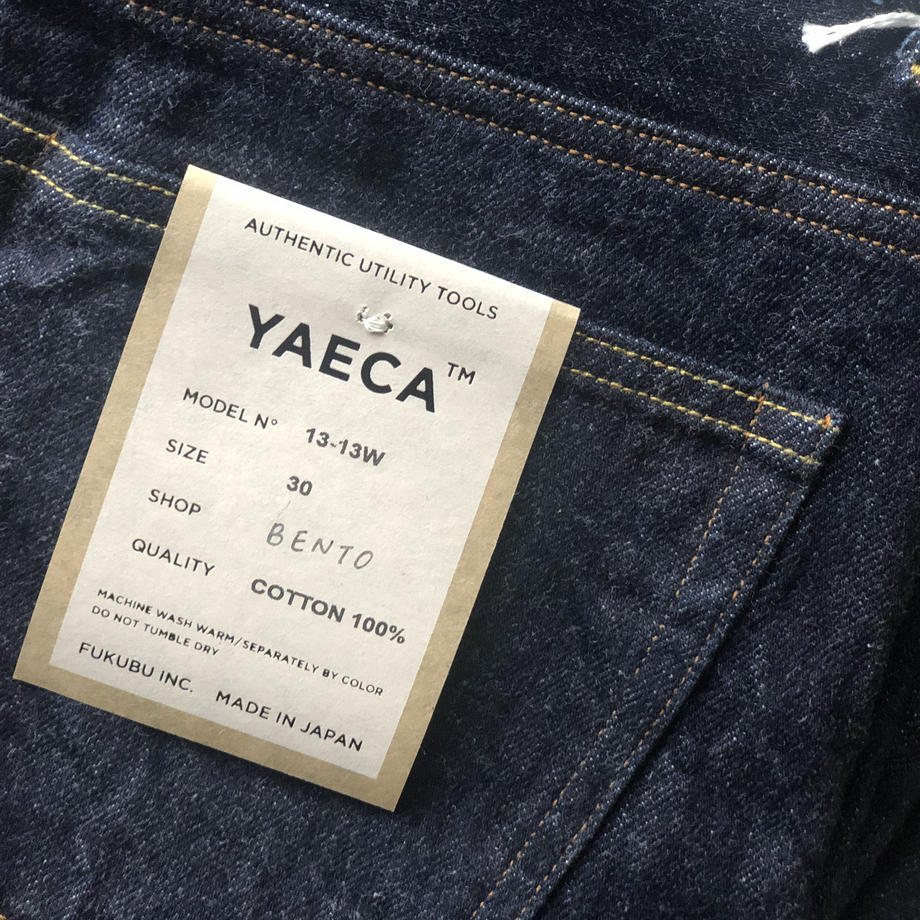 AUTHENTIC UTILITY TOOLS
YAECA™
MODEL N° 13-13W
SIZE 30
SHOP BENTO
QUALITY COTTON 100%
MACHINE WASH WARM/SEPARATELY BY COLOR
DO NOT TUMBLE DRY
FUKUBU INC. MADE IN JAPAN